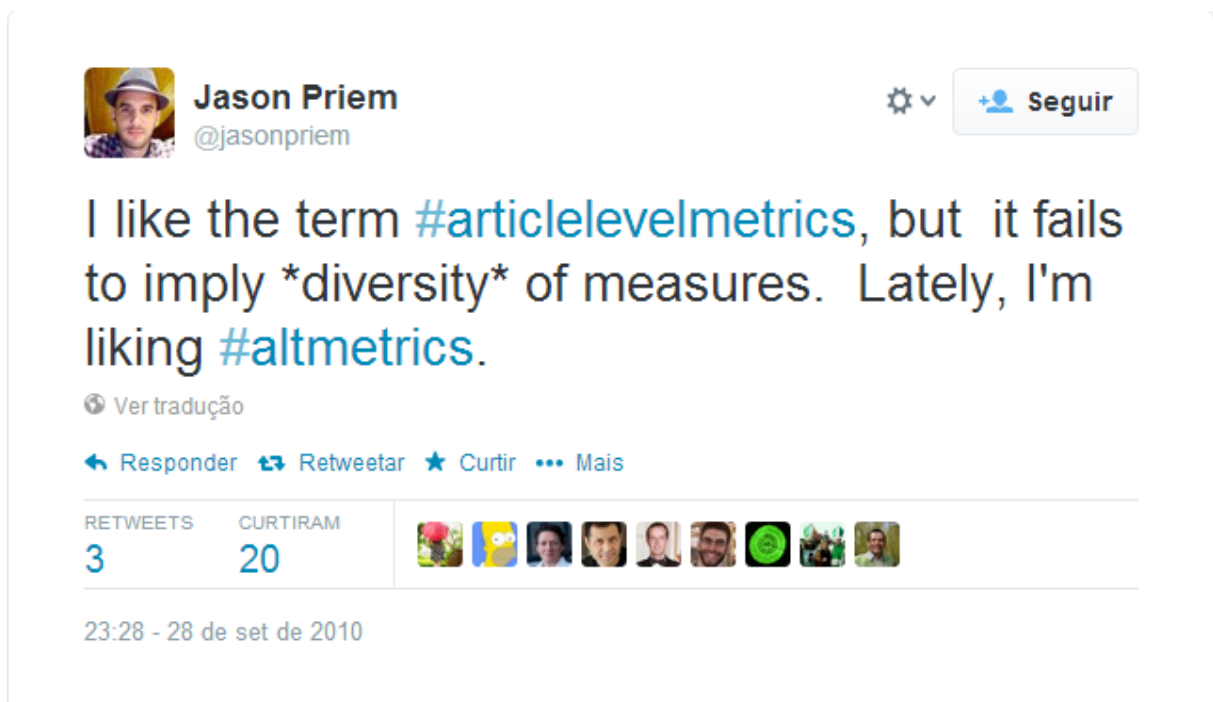 Jason Priem
@jasonpriem
Seguir
I like the term #articlelevelmetrics, but  it fails
to imply *diversity* of measures.  Lately, I'm
liking #altmetrics.
Ver tradução
Responder Retweetar Curtir Mais
RETWEETS CURTIRAM
3 20
23:28 - 28 de set de 2010